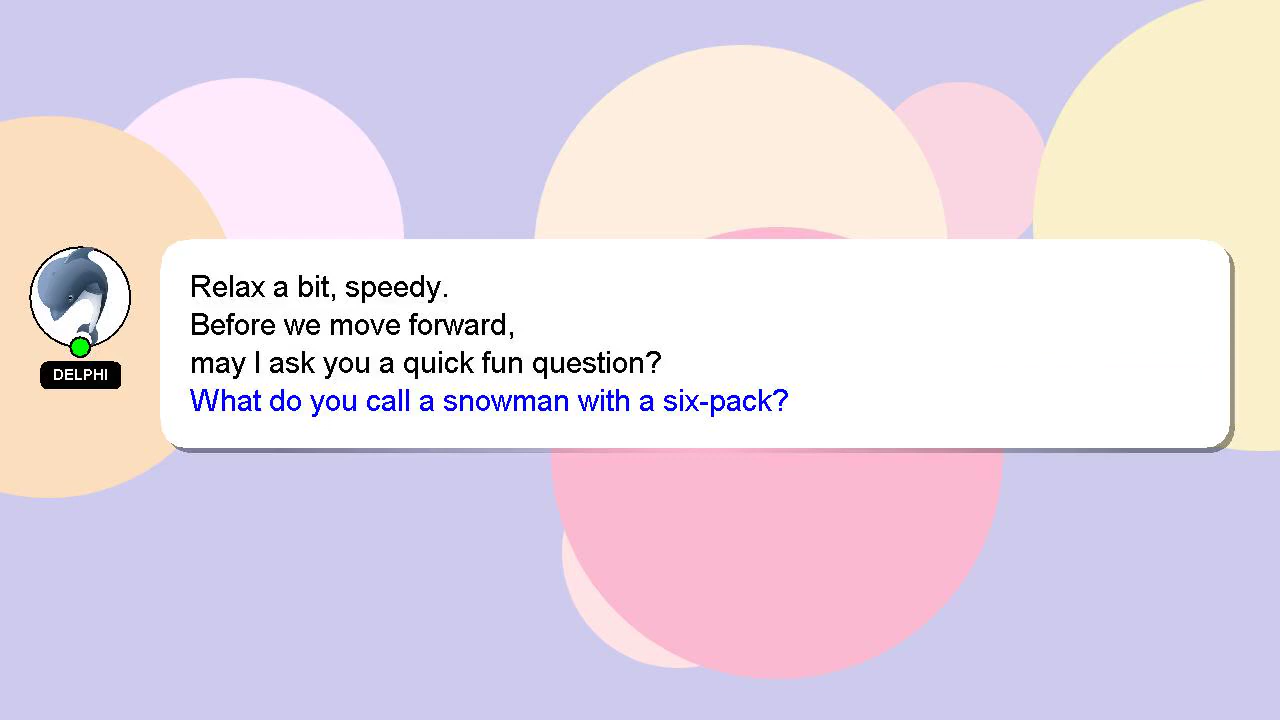 Relax a bit, speedy.
Before we move forward,
may I ask you a quick fun question?
What do you call a snowman with a six-pack?
DELPHI